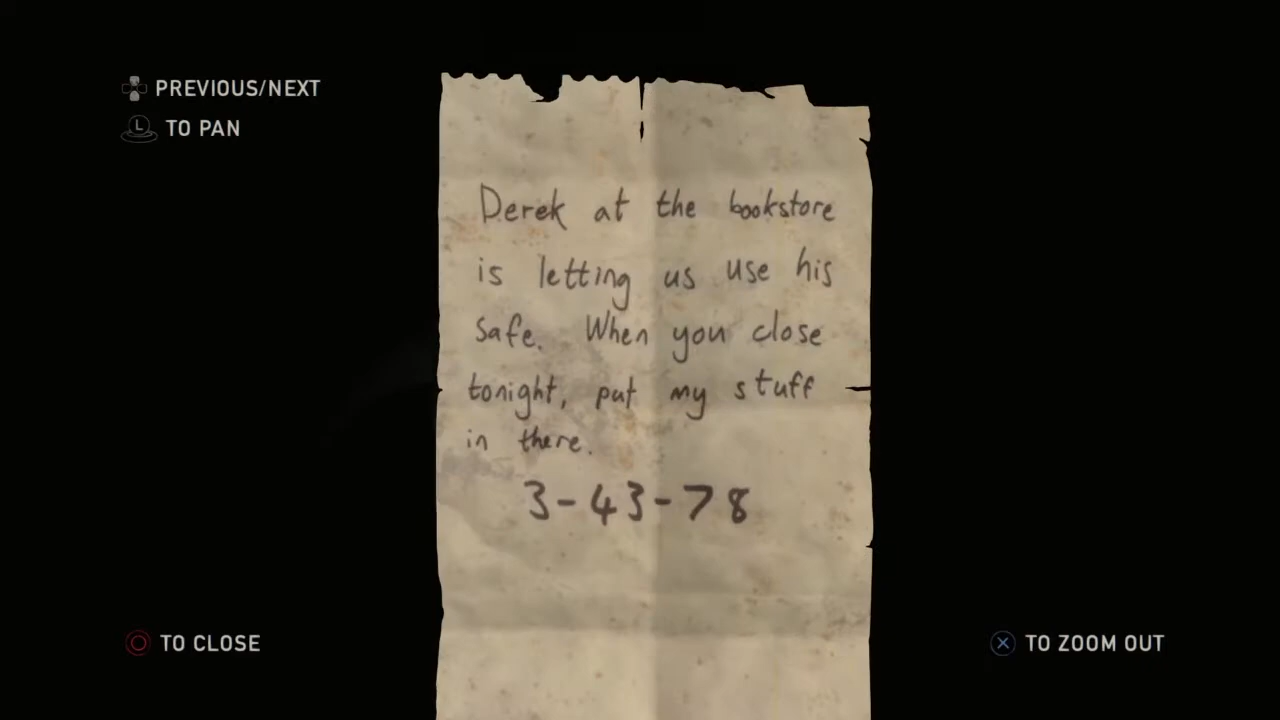 PREVIOUS/NEXT
L TO PAN
Derek at the bookstore
is letting us use his
safe. When you close
tonight, put my stuff
in there.
3-43-78
TO CLOSE
TO ZOOM OUT